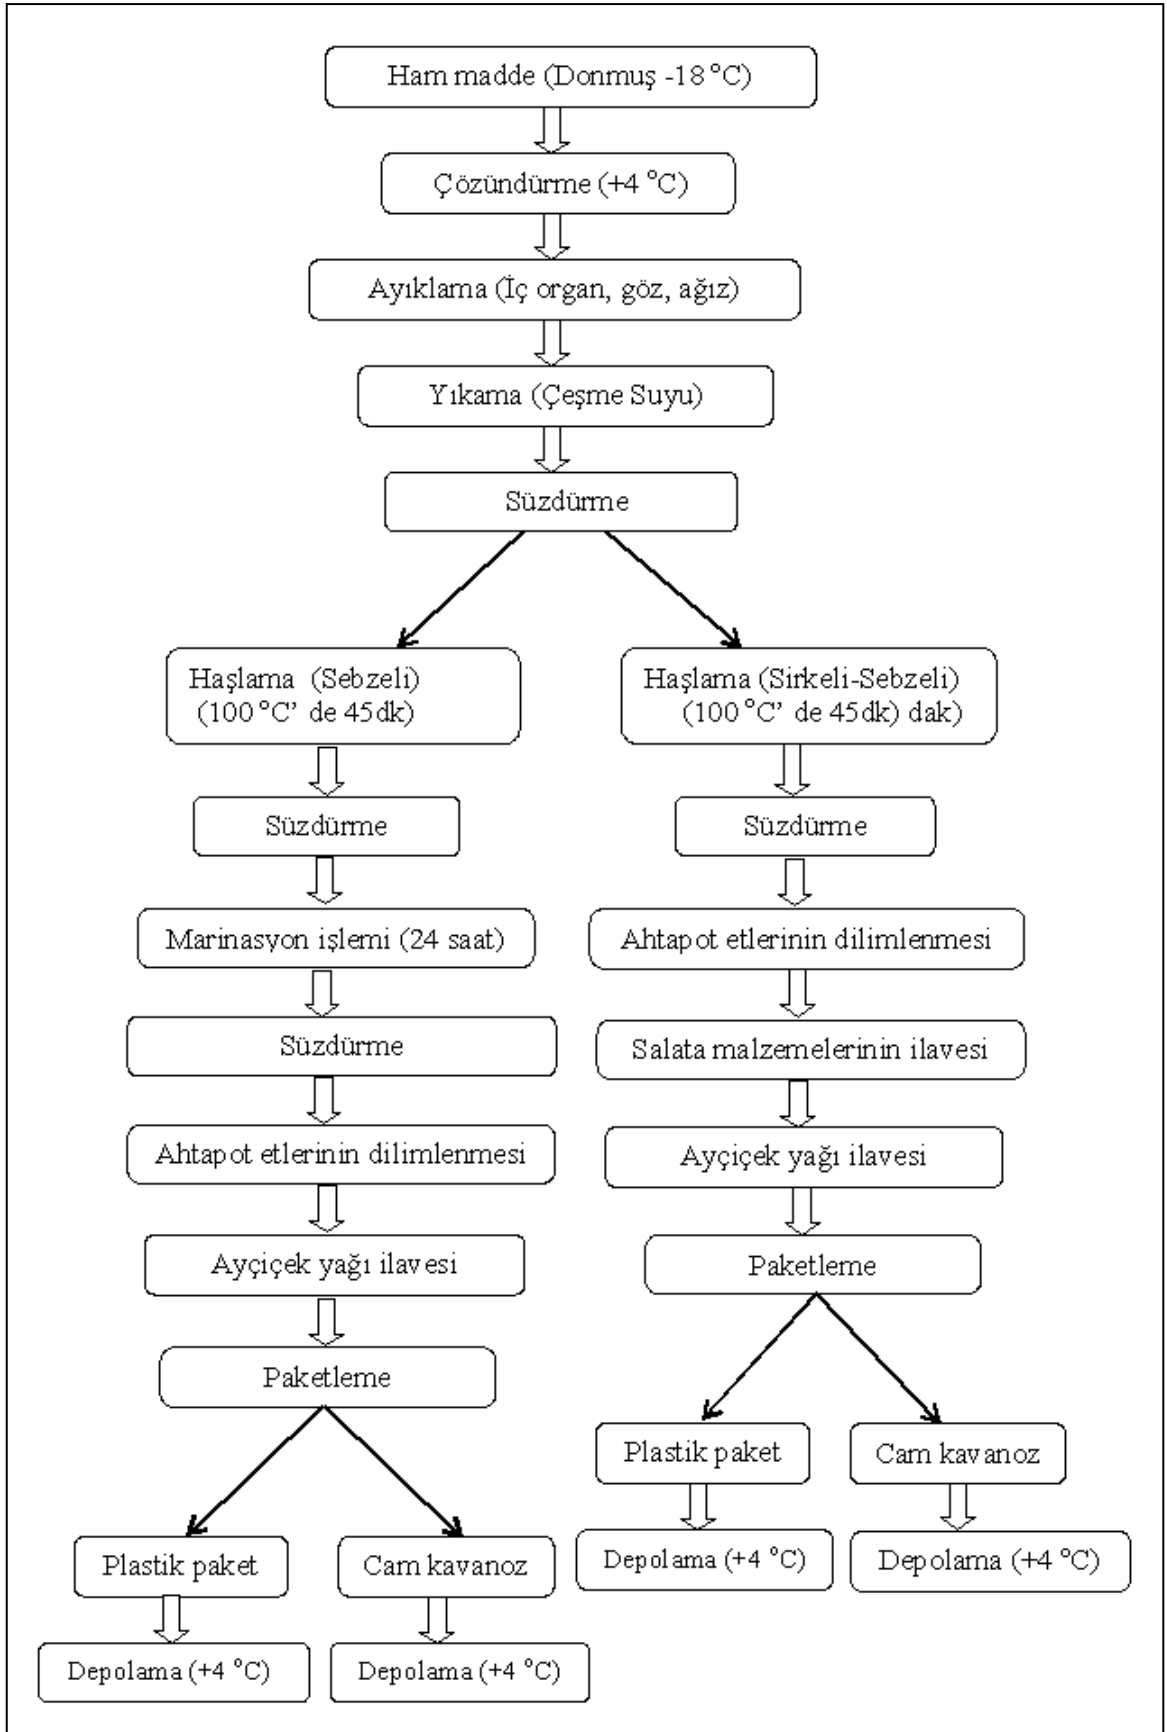 Ham madde (Donmuş -18 °C)
Çözündürme (+4 °C)
Ayıklama (İç organ, göz, ağız)
Yıkama (Çeşme Suyu)
Süzdürme
Haşlama (Sebzeli)
(100 °C' de 45dk)
Süzdürme
Marinasyon işlemi (24 saat)
Süzdürme
Ahtapot etlerinin dilimlenmesi
Ayçiçek yağı ilavesi
Paketleme
Plastik paket
Depolama (+4 °C)
Cam kavanoz
Depolama (+4 °C)
Haşlama (Sirkeli-Sebzeli)
(100 °C' de 45dk) dak)
Süzdürme
Ahtapot etlerinin dilimlenmesi
Salata malzemelerinin ilavesi
Ayçiçek yağı ilavesi
Paketleme
Plastik paket
Depolama (+4 °C)
Cam kavanoz
Depolama (+4 °C)